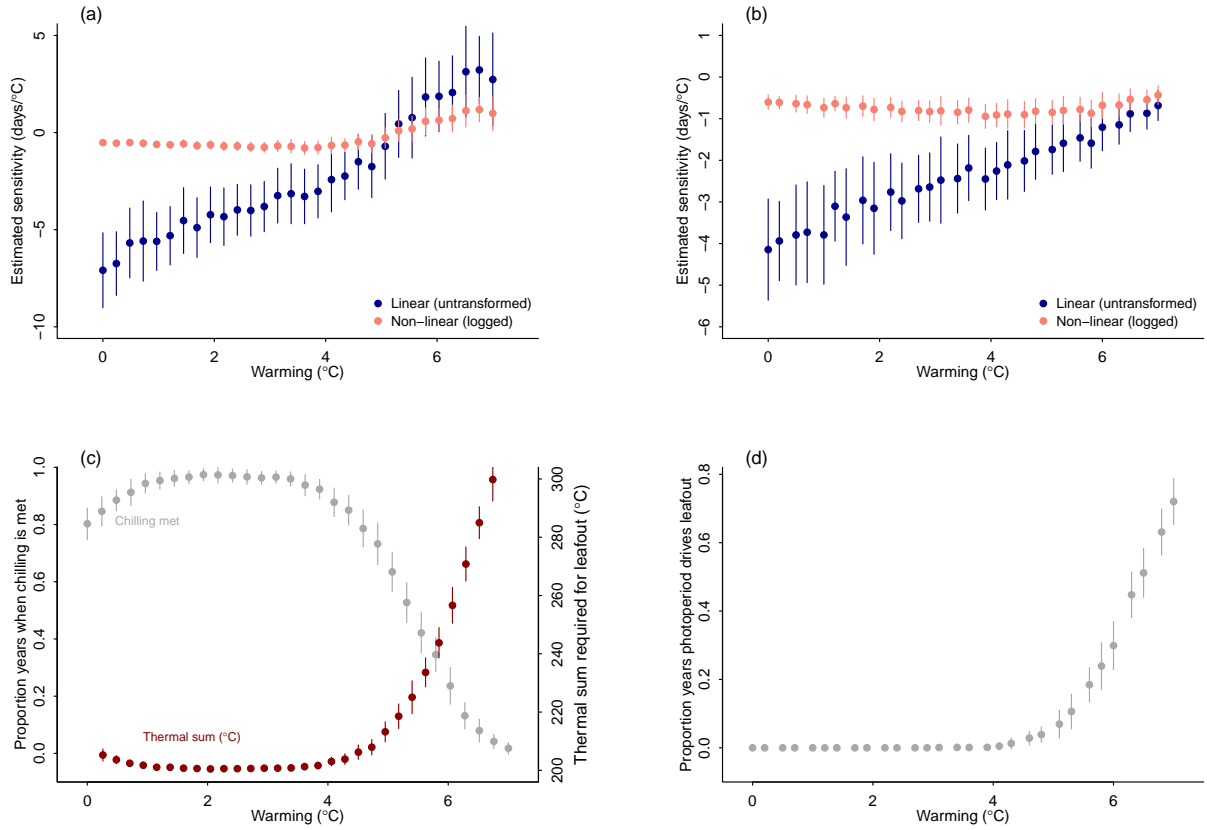 (a)
Estimated sensitivity (days/°C)
5
0
−5
−10
Linear (untransformed)
Non−linear (logged)
0 2 4 6
Warming (°C)
(b)
Estimated sensitivity (days/°C)
1
0
−1
−2
−3
−4
−5
−6
Linear (untransformed)
Non−linear (logged)
0 2 4 6
Warming (°C)
(c)
Proportion years when chilling is met
1.0
0.8
0.6
0.4
0.2
0.0
Chilling met
Thermal sum (°C)
300
280
260
240
220
200
Thermal sum required for leafout (°C)
0 2 4 6
Warming (°C)
(d)
Proportion years photoperiod drives leafout
0.8
0.6
0.4
0.2
0.0
0 2 4 6
Warming (°C)